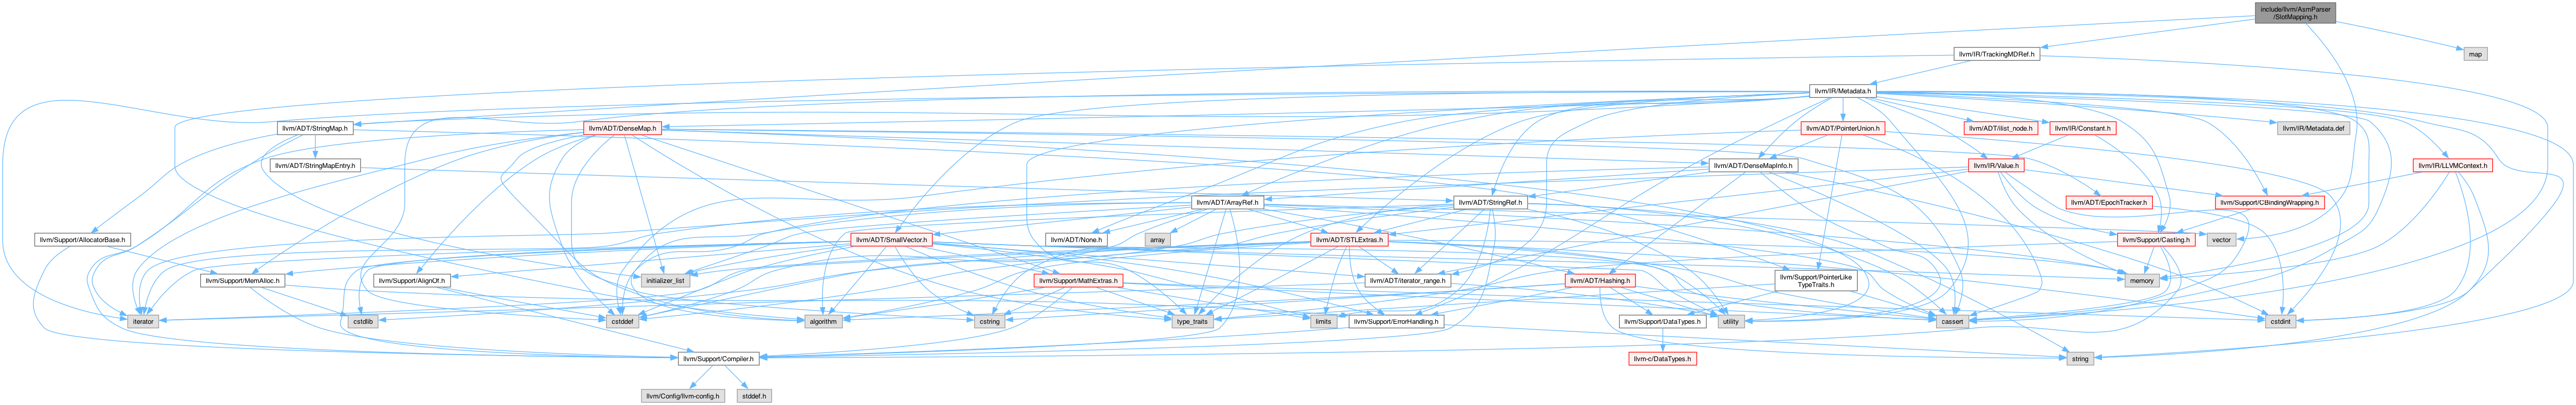 include/llvm/AsmParser
/SlotMapping.h
llvm/IR/TrackingMDRef.h
map
llvm/IR/Metadata.h
llvm/ADT/StringMap.h
llvm/ADT/DenseMap.h
llvm/ADT/PointerUnion.h
llvm/ADT/ilist_node.h
llvm/IR/Constant.h
llvm/IR/Metadata.def
llvm/ADT/StringMapEntry.h
llvm/ADT/DenseMapInfo.h
llvm/IR/Value.h
llvm/IR/LLVMContext.h
llvm/ADT/ArrayRef.h
llvm/ADT/StringRef.h
llvm/ADT/EpochTracker.h
llvm/Support/CBindingWrapping.h
llvm/Support/AllocatorBase.h
llvm/ADT/SmallVector.h
llvm/ADT/None.h
array
llvm/ADT/STLExtras.h
vector
llvm/Support/Casting.h
llvm/Support/MemAlloc.h
llvm/Support/AlignOf.h
initializer_list
llvm/Support/MathExtras.h
llvm/ADT/iterator_range.h
llvm/ADT/Hashing.h
llvm/Support/PointerLike
TypeTraits.h
memory
iterator
cstdlib
cstddef
algorithm
cstring
type_traits
limits
llvm/Support/ErrorHandling.h
llvm/Support/DataTypes.h
utility
cassert
cstdint
llvm/Support/Compiler.h
llvm-c/DataTypes.h
string
llvm/Config/llvm-config.h
stddef.h